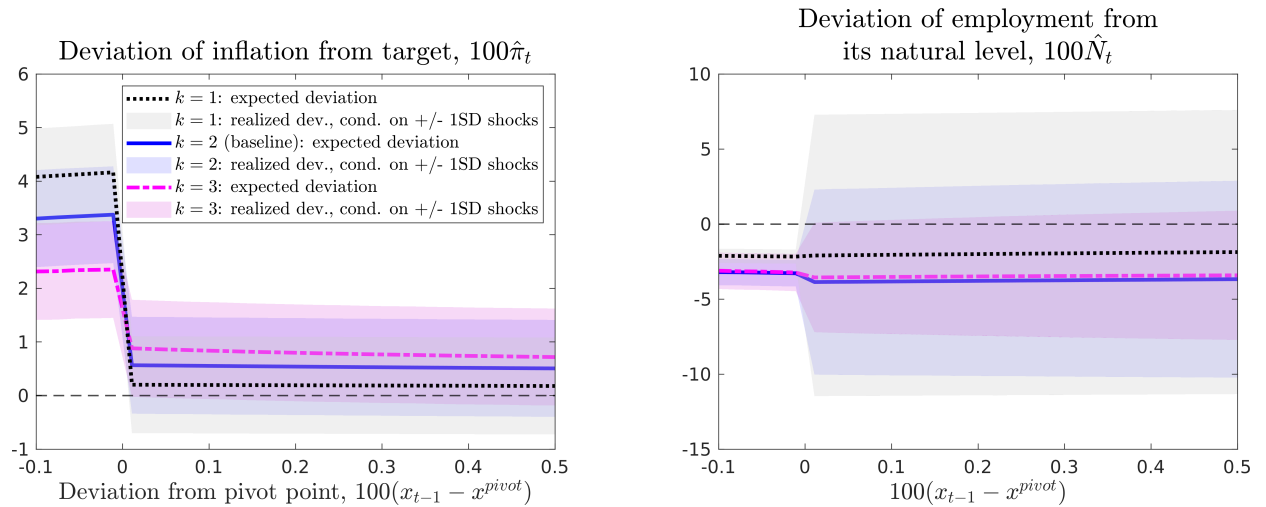 Deviation of inflation from target, 100π̂_t
6
5
4
3
2
1
0
-1
-0.1
0
0.1
0.2
0.3
0.4
0.5
k = 1: expected deviation
k = 1: realized dev., cond. on +/- 1SD shocks
k = 2 (baseline): expected deviation
k = 2: realized dev., cond. on +/- 1SD shocks
k = 3: expected deviation
k = 3: realized dev., cond. on +/- 1SD shocks
Deviation from pivot point, 100(x_{t−1} − x^{pivot})
Deviation of employment from
its natural level, 100N̂_t
10
5
0
-5
-10
-15
-0.1
0
0.1
0.2
0.3
0.4
0.5
100(x_{t−1} − x^{pivot})